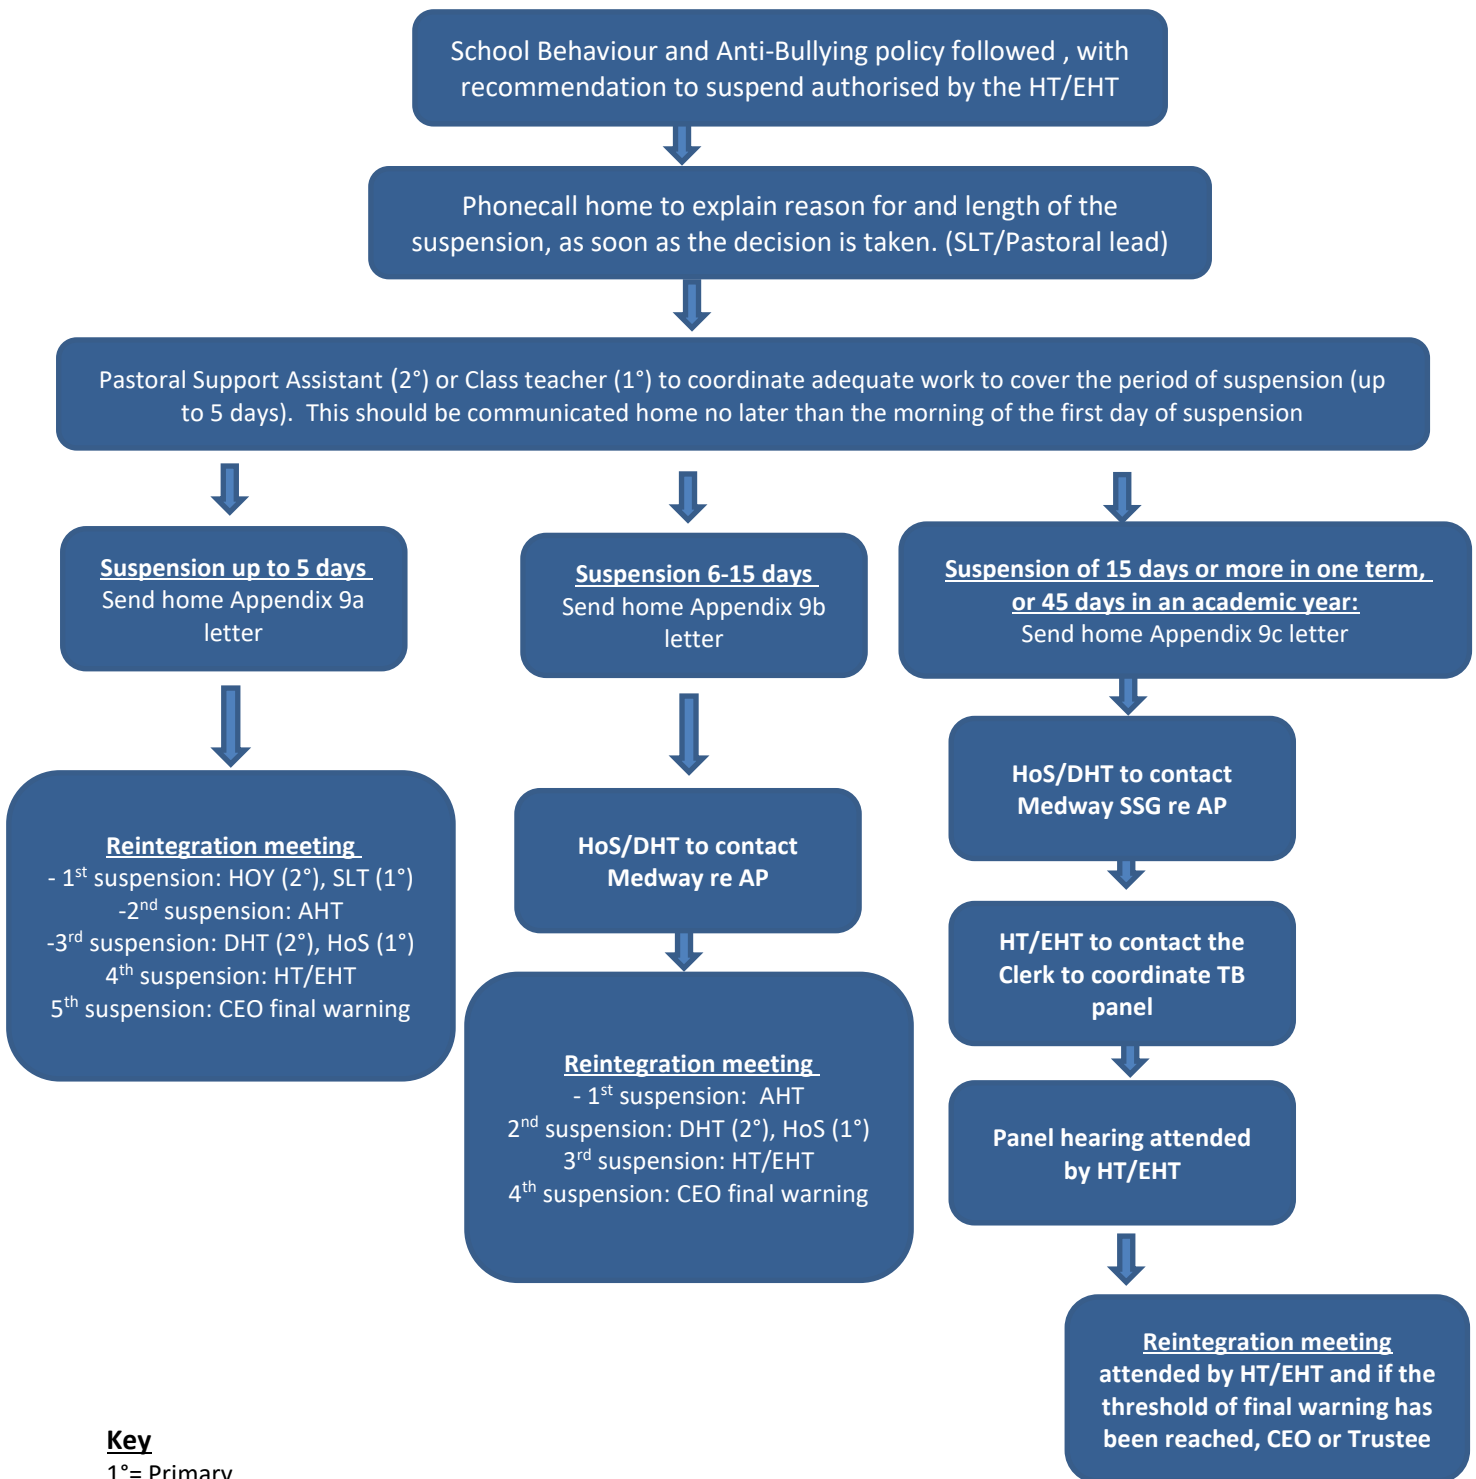 School Behaviour and Anti-Bullying policy followed , with
recommendation to suspend authorised by the HT/EHT
Phonecall home to explain reason for and length of the
suspension, as soon as the decision is taken. (SLT/Pastoral lead)
Pastoral Support Assistant (2°) or Class teacher (1°) to coordinate adequate work to cover the period of suspension (up
to 5 days).  This should be communicated home no later than the morning of the first day of suspension
Suspension up to 5 days
Send home Appendix 9a
letter
Reintegration meeting
- 1st suspension: HOY (2°), SLT (1°)
-2nd suspension: AHT
-3rd suspension: DHT (2°), HoS (1°)
4th suspension: HT/EHT
5th suspension: CEO final warning
Suspension 6-15 days
Send home Appendix 9b
letter
HoS/DHT to contact
Medway re AP
Reintegration meeting
- 1st suspension:  AHT
2nd suspension: DHT (2°), HoS (1°)
3rd suspension: HT/EHT
4th suspension: CEO final warning
Suspension of 15 days or more in one term,
or 45 days in an academic year:
Send home Appendix 9c letter
HoS/DHT to contact
Medway SSG re AP
HT/EHT to contact the
Clerk to coordinate TB
panel
Panel hearing attended
by HT/EHT
Reintegration meeting
attended by HT/EHT and if the
threshold of final warning has
been reached, CEO or Trustee
Key
1°= Primary